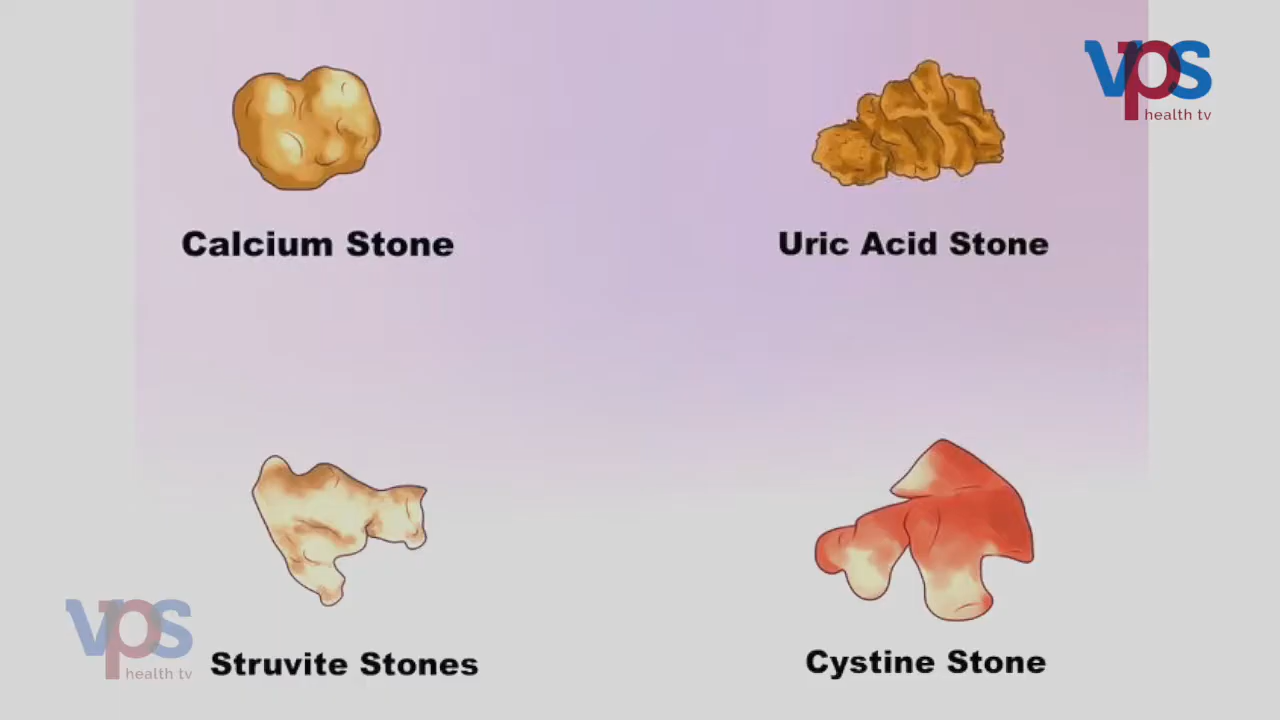 vps
health tv
Calcium Stone
Uric Acid Stone
vps
health tv
Struvite Stones
Cystine Stone